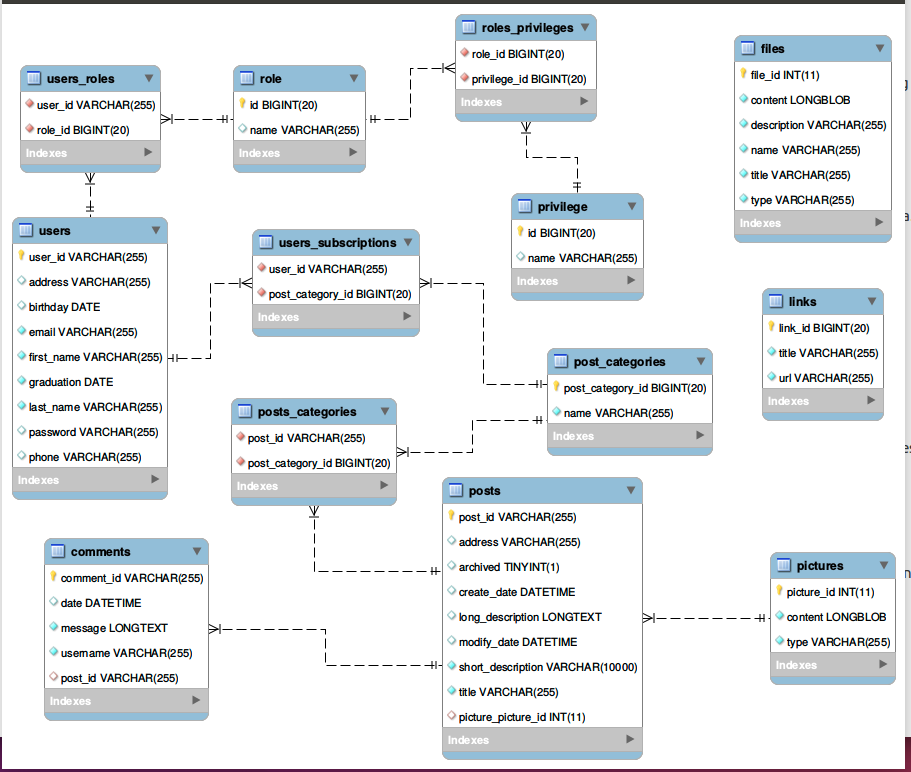 roles_privileges
role_id BIGINT(20)
privilege_id BIGINT(20)
Indexes
files
file_id INT(11)
content LONGBLOB
description VARCHAR(255)
name VARCHAR(255)
title VARCHAR(255)
type VARCHAR(255)
Indexes
users_roles
user_id VARCHAR(255)
role_id BIGINT(20)
Indexes
role
id BIGINT(20)
name VARCHAR(255)
Indexes
privilege
id BIGINT(20)
name VARCHAR(255)
Indexes
users
user_id VARCHAR(255)
address VARCHAR(255)
birthday DATE
email VARCHAR(255)
first_name VARCHAR(255)
graduation DATE
last_name VARCHAR(255)
password VARCHAR(255)
phone VARCHAR(255)
Indexes
users_subscriptions
user_id VARCHAR(255)
post_category_id BIGINT(20)
Indexes
links
link_id BIGINT(20)
title VARCHAR(255)
url VARCHAR(255)
Indexes
post_categories
post_category_id BIGINT(20)
name VARCHAR(255)
Indexes
posts_categories
post_id VARCHAR(255)
post_category_id BIGINT(20)
Indexes
posts
post_id VARCHAR(255)
address VARCHAR(255)
archived TINYINT(1)
create_date DATETIME
long_description LONGTEXT
modify_date DATETIME
short_description VARCHAR(10000)
title VARCHAR(255)
picture_picture_id INT(11)
Indexes
comments
comment_id VARCHAR(255)
date DATETIME
message LONGTEXT
username VARCHAR(255)
post_id VARCHAR(255)
Indexes
pictures
picture_id INT(11)
content LONGBLOB
type VARCHAR(255)
Indexes